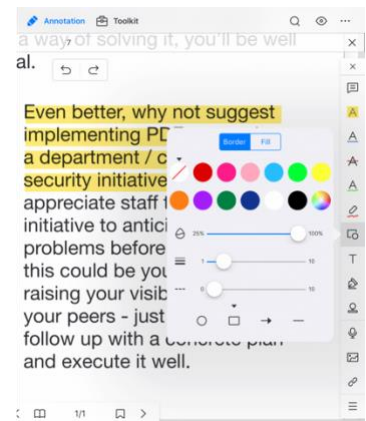 Annotation Toolkit
a way of solving it, you'll be well
7
al.
Even better, why not suggest
implementing PD
a department / c
security initiative
appreciate staff t
initiative to antici
problems before
this could be you
raising your visib
your peers - just
follow up with a concrete plan
and execute it well.
Border Fill
25% 100%
1 10
0 10
A
A
A
A
T
1/1